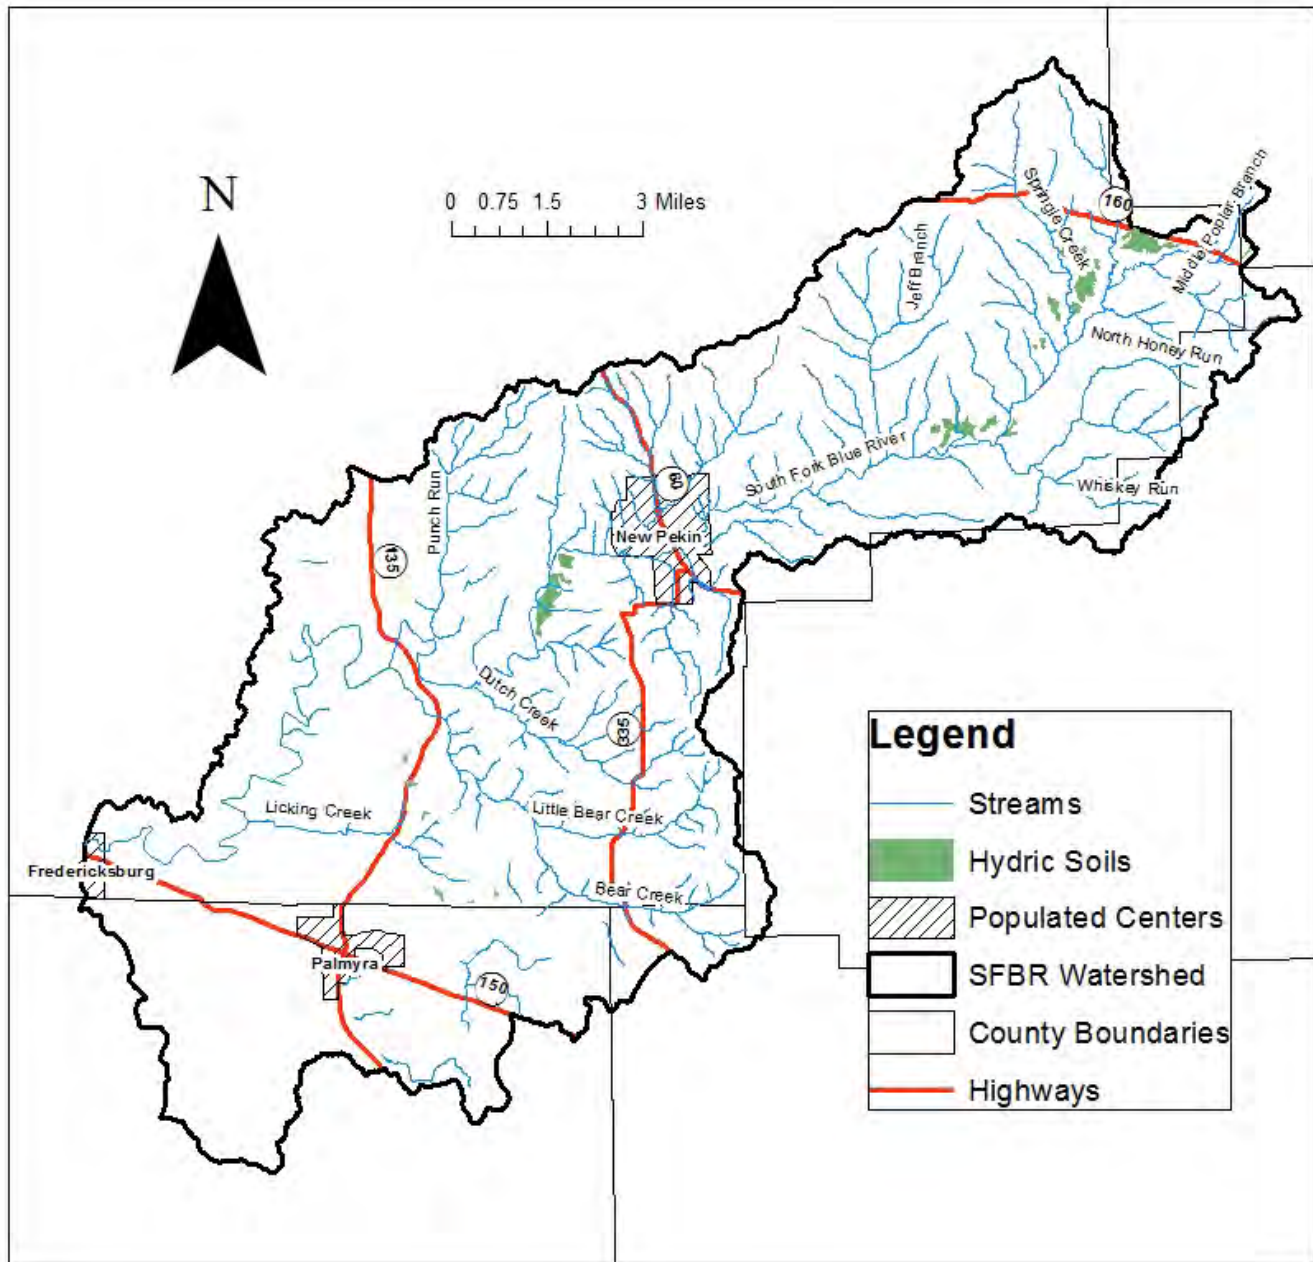 N
0 0.75 1.5 3 Miles
160
Springle Creek
Middle Poplar Branch
Jeff Branch
North Honey Run
South Fork Blue River
Whiskey Run
Punch Run
60
New Pekin
135
Dutch Creek
335
Licking Creek
Little Bear Creek
Fredericksburg
Bear Creek
Palmyra
150
Legend
Streams
Hydric Soils
Populated Centers
SFBR Watershed
County Boundaries
Highways